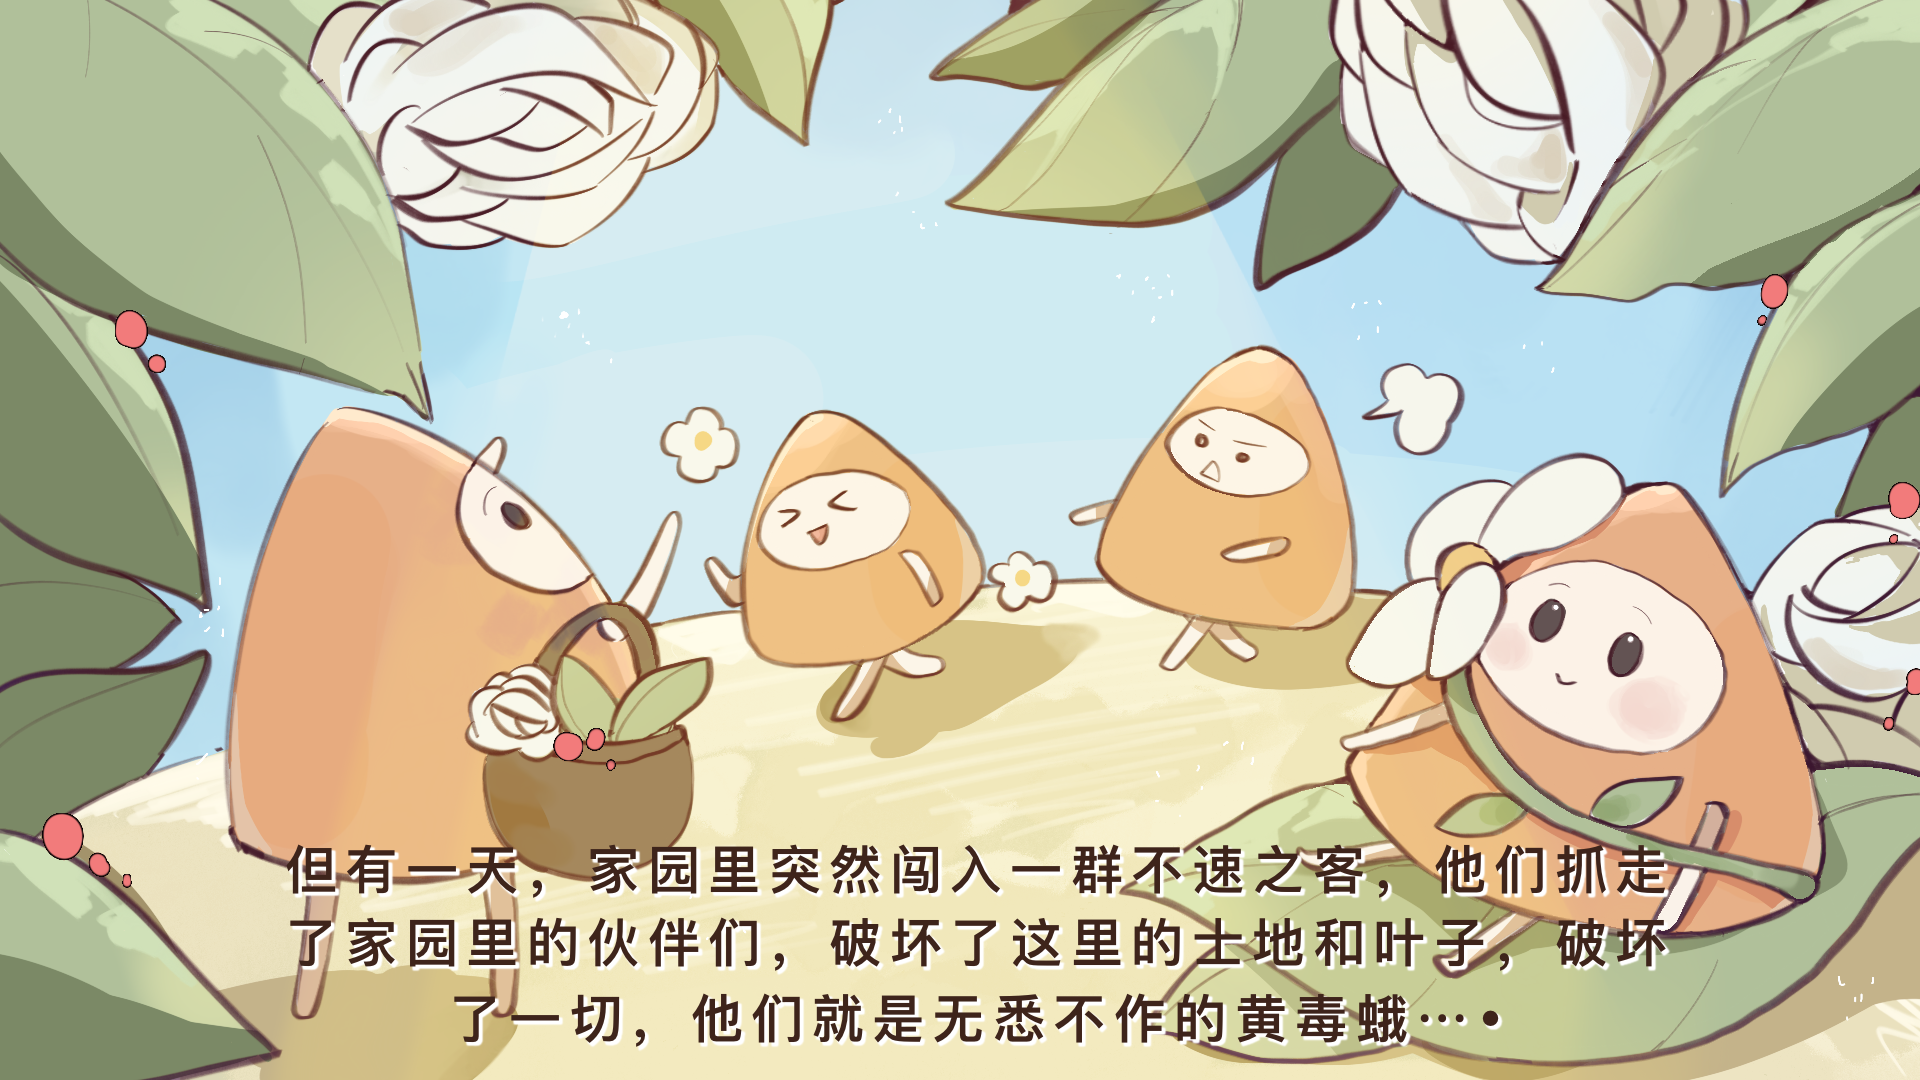 但有一天，家园里突然闯入一群不速之客，他们抓走
了家园里的伙伴们，破坏了这里的土地和叶子，破坏
了一切，他们就是无悉不作的黄毒蛾…•